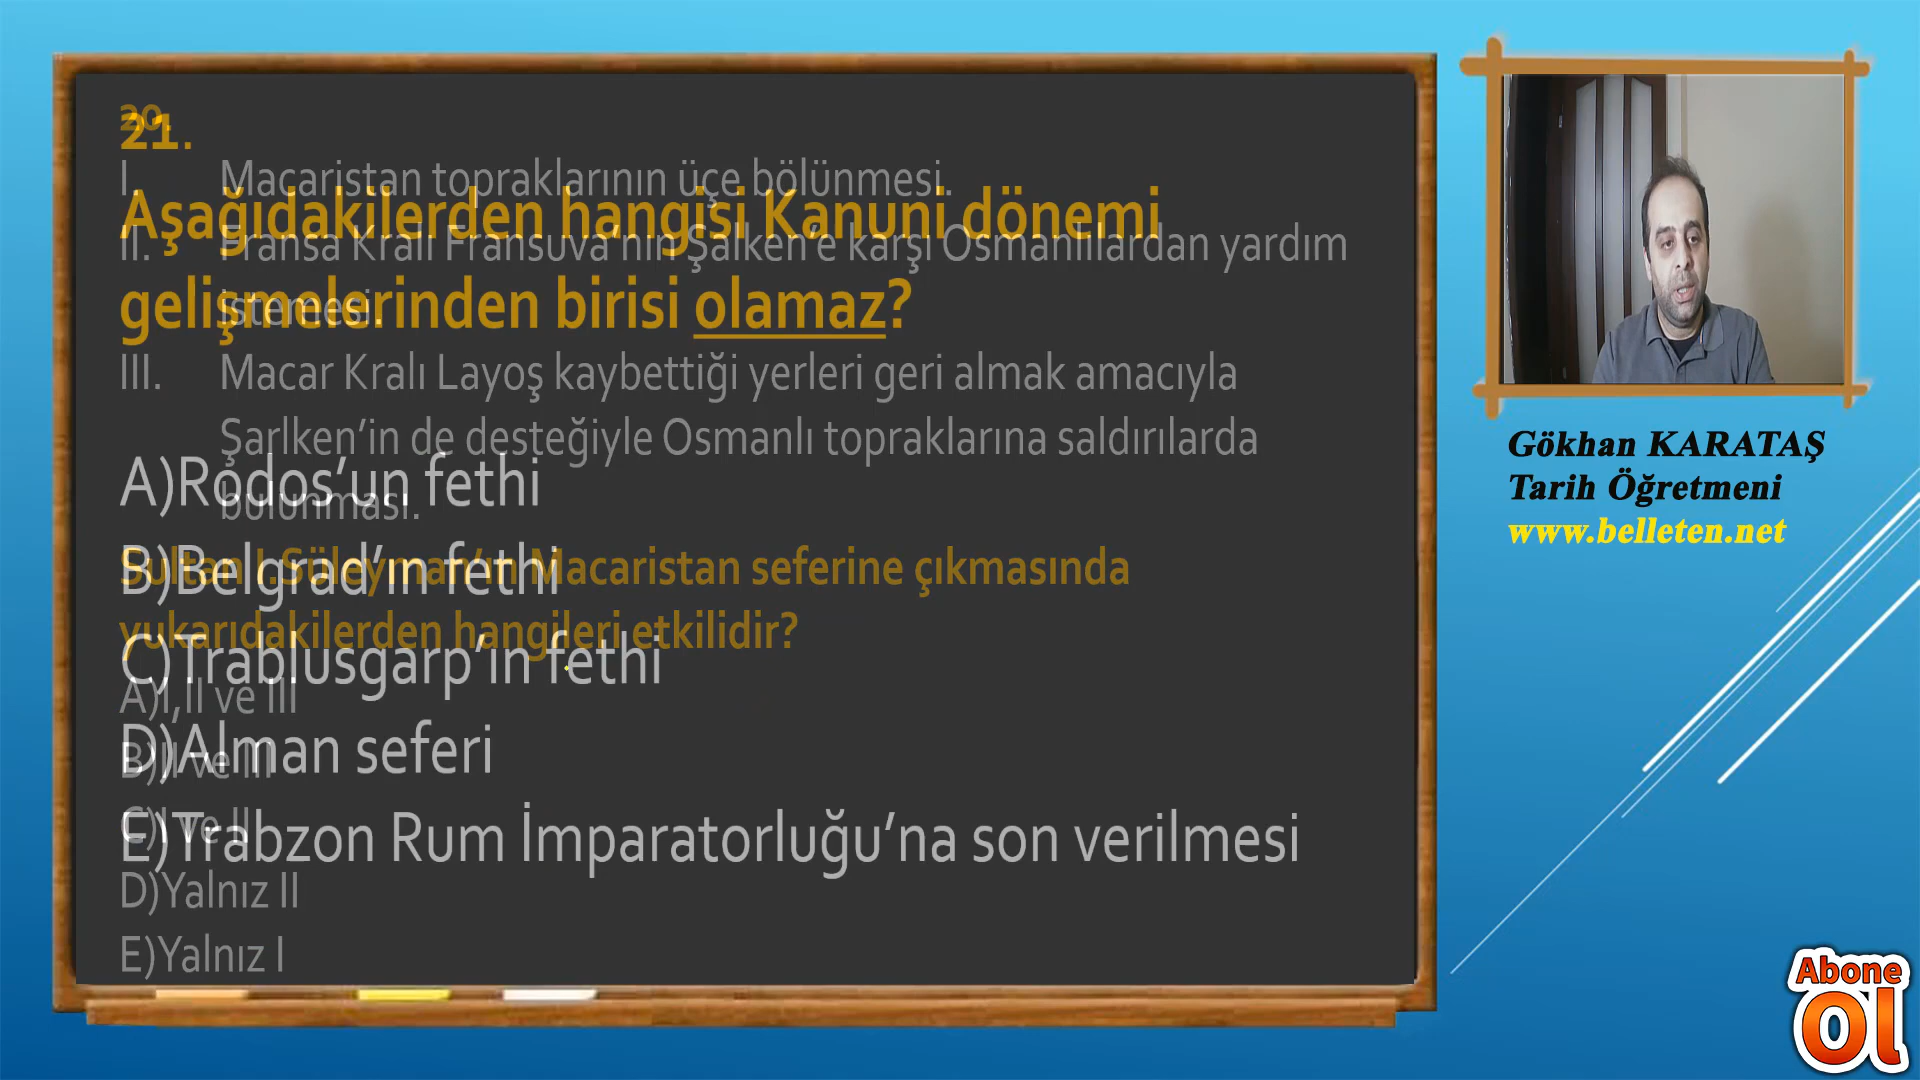 21.
Aşağıdakilerden hangisi Kanuni dönemi
gelişmelerinden birisi olamaz?
A)Rodos’un fethi
B)Belgrad’ın fethi
C)Trablusgarp’ın fethi
D)Alman seferi
E)Trabzon Rum İmparatorluğu’na son verilmesi
20.
I. Macaristan topraklarının üçe bölünmesi.
II. Fransa Kralı Fransuva’nın Şalken’e karşı Osmanlılardan yardım
istemesi.
III. Macar Kralı Layoş kaybettiği yerleri geri almak amacıyla
Şarlken’in de desteğiyle Osmanlı topraklarına saldırılarda
bulunması.
Sultan I.Süleyman’ın Macaristan seferine çıkmasında
yukarıdakilerden hangileri etkilidir?
A)I,II ve III
B)II ve III
C)I ve II
D)Yalnız II
E)Yalnız I
Gökhan KARATAŞ
Tarih Öğretmeni
www.belleten.net
Abone
Ol